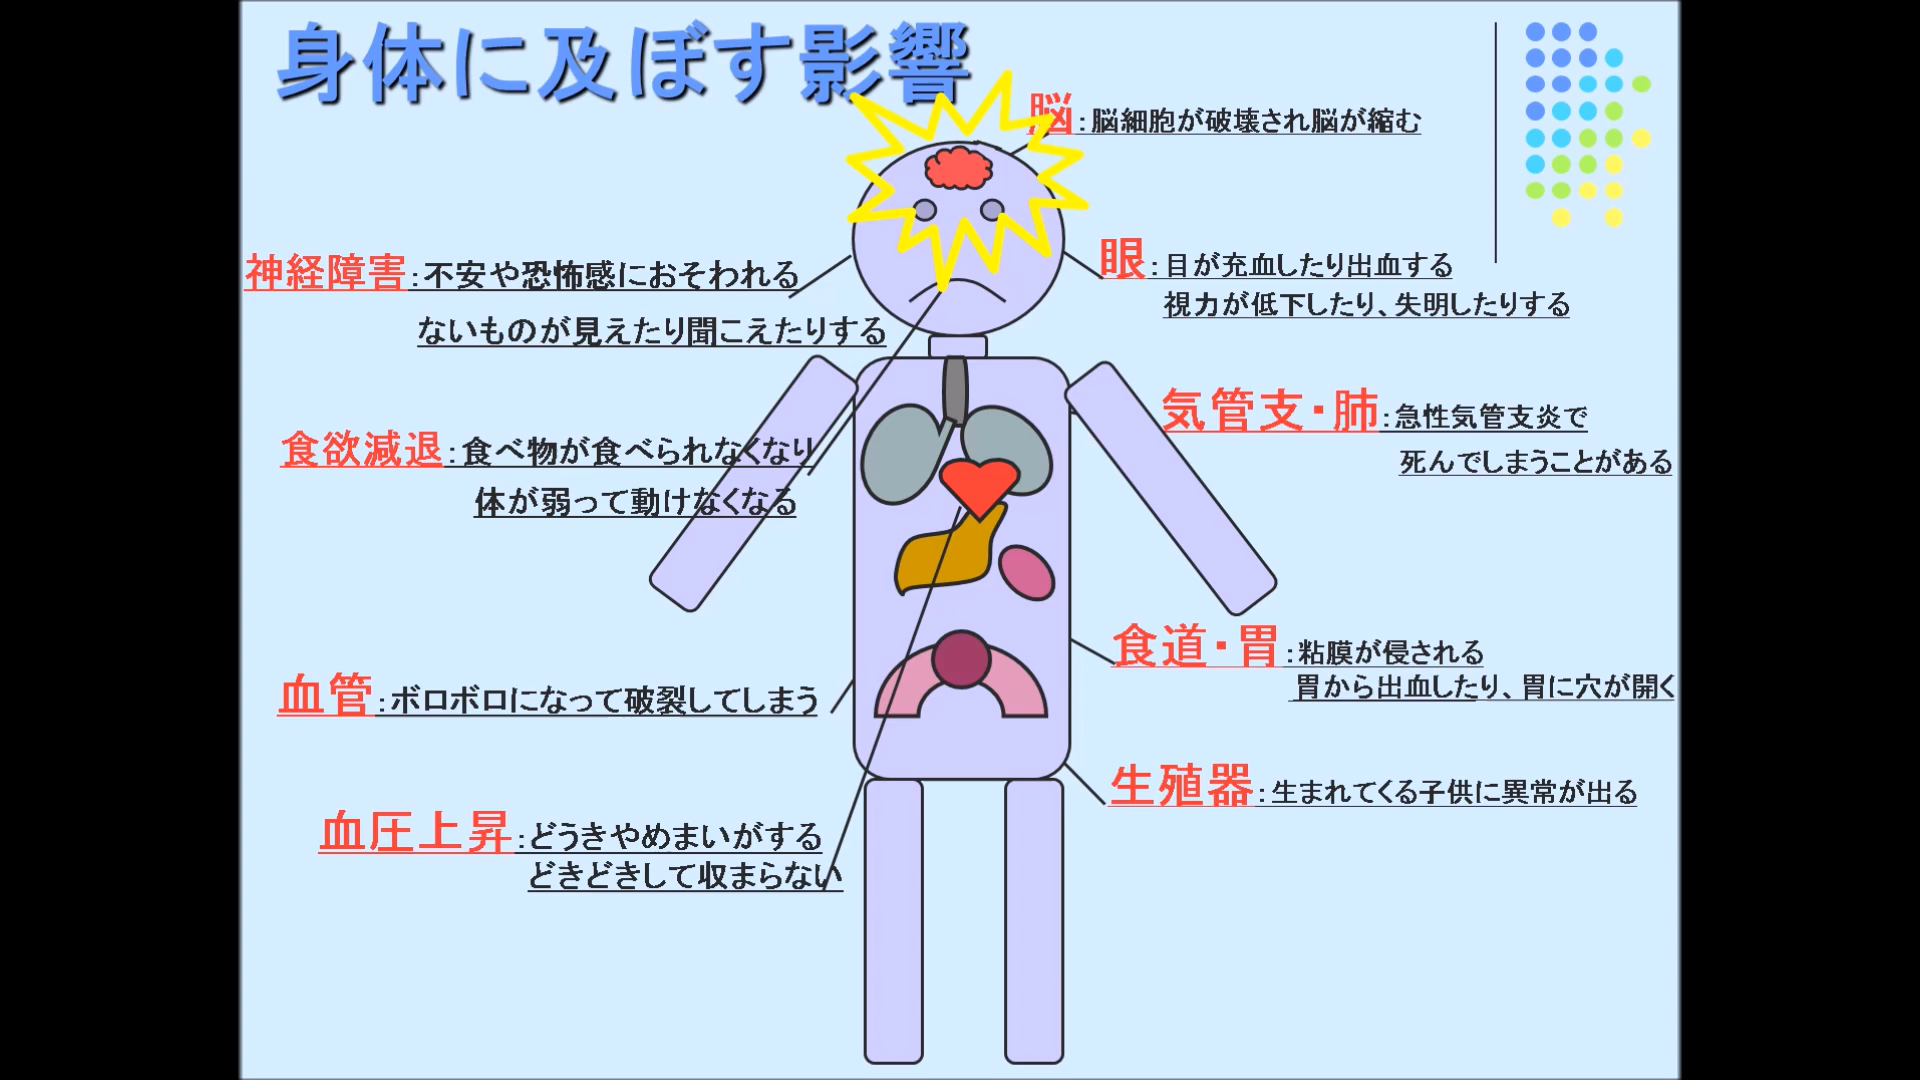 身体に及ぼす影響
脳：脳細胞が破壊され脳が縮む
神経障害：不安や恐怖感におそわれる
ないものが見えたり聞こえたりする
眼：目が充血したり出血する
視力が低下したり、失明したりする
食欲減退：食べ物が食べられなくなり
体が弱って動けなくなる
気管支・肺：急性気管支炎で
死んでしまうことがある
血管：ボロボロになって破裂してしまう
食道・胃：粘膜が侵される
胃から出血したり、胃に穴が開く
血圧上昇：どうきやめまいがする
どきどきして収まらない
生殖器：生まれてくる子供に異常が出る